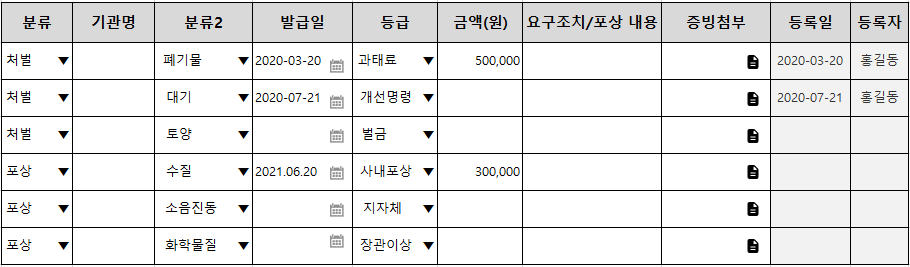 분류 기관명 분류2 발급일 등급 금액(원) 요구조치/포상 내용 증빙첨부 등록일 등록자
처벌 폐기물 2020-03-20 과태료 500,000 2020-03-20 홍길동
처벌 대기 2020-07-21 개선명령 2020-07-21 홍길동
처벌 토양 벌금
포상 수질 2021.06.20 사내포상 300,000
포상 소음진동 지자체
포상 화학물질 장관이상